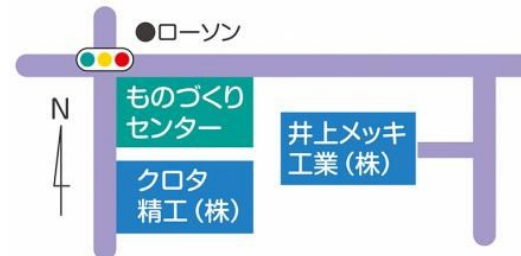 ●ローソン
ものづくり
センター
N
井上メッキ
工業(株)
クロタ
精工(株)